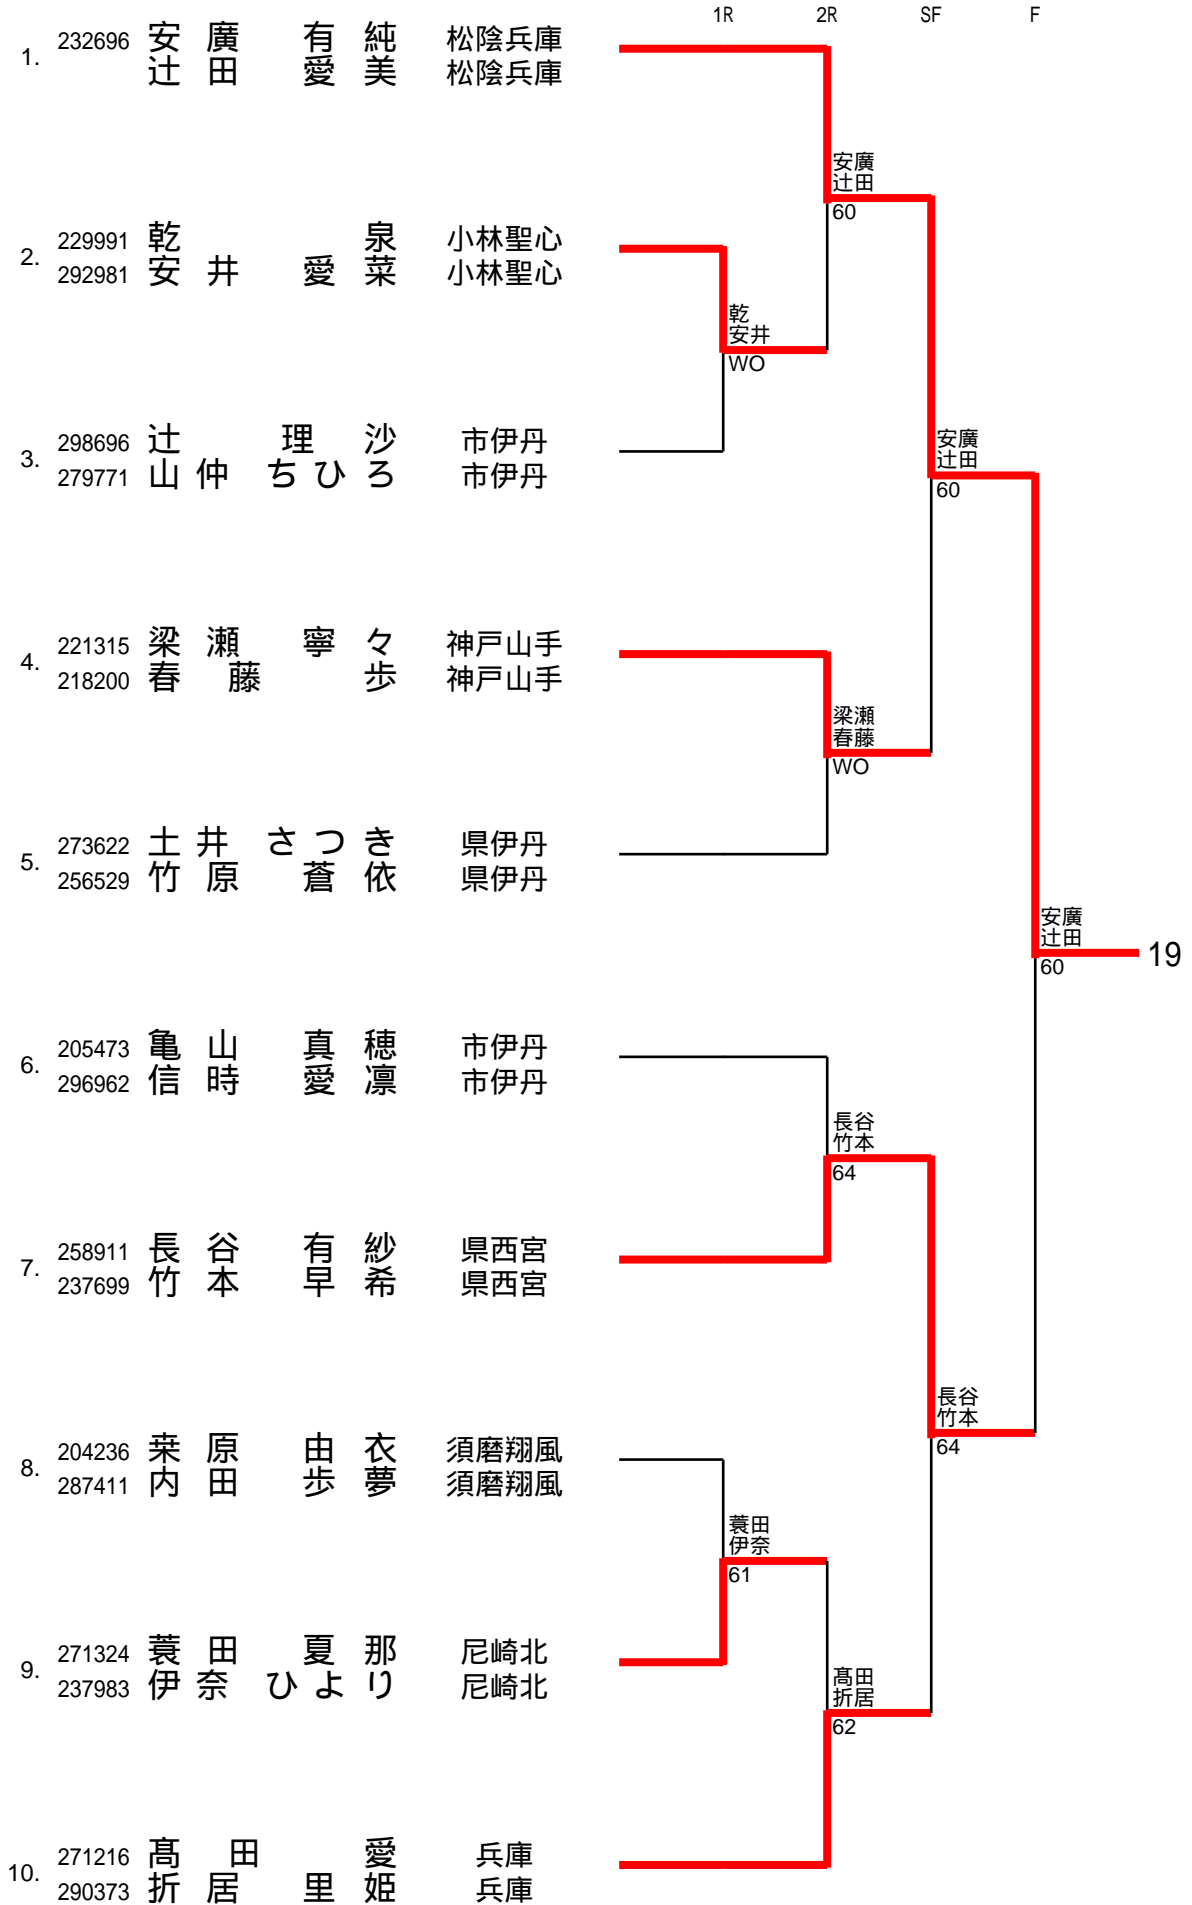 1R 2R SF F
1. 232696 安廣 有純 松陰兵庫
辻田 愛美 松陰兵庫
安廣
辻田
60
2. 229991 乾 泉 小林聖心
292981 安井 愛菜 小林聖心
乾
安井
WO
3. 298696 辻 理沙 市伊丹
279771 山仲 ちひろ 市伊丹
安廣
辻田
60
4. 221315 梁瀬 寧々 神戸山手
218200 春藤 歩 神戸山手
梁瀬
春藤
WO
5. 273622 土井 さつき 県伊丹
256529 竹原 蒼依 県伊丹
安廣
辻田
60
19
6. 205473 亀山 真穂 市伊丹
296962 信時 愛凛 市伊丹
長谷
竹本
64
7. 258911 長谷 有紗 県西宮
237699 竹本 早希 県西宮
長谷
竹本
64
8. 204236 栞原 由衣 須磨翔風
287411 内田 歩夢 須磨翔風
蓑田
伊奈
61
9. 271324 蓑田 夏那 尼崎北
237983 伊奈 ひより 尼崎北
髙田
折居
62
10. 271216 髙田 愛 兵庫
290373 折居 里姫 兵庫